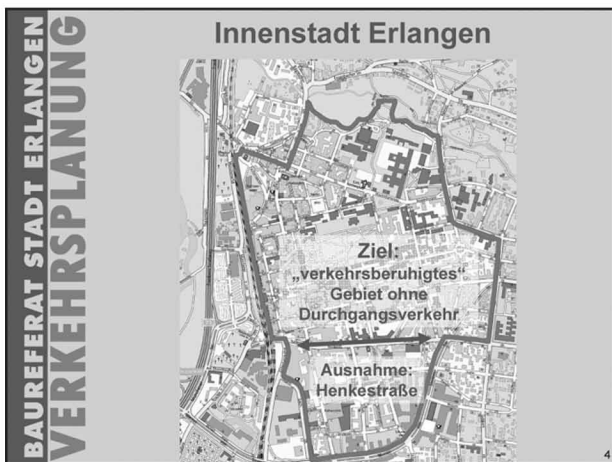 BAUREFERAT STADT ERLANGEN
VERKEHRSPLANUNG
Innenstadt Erlangen
Ziel:
„verkehrsberuhigtes“
Gebiet ohne
Durchgangsverkehr
Ausnahme:
Henkestraße
4